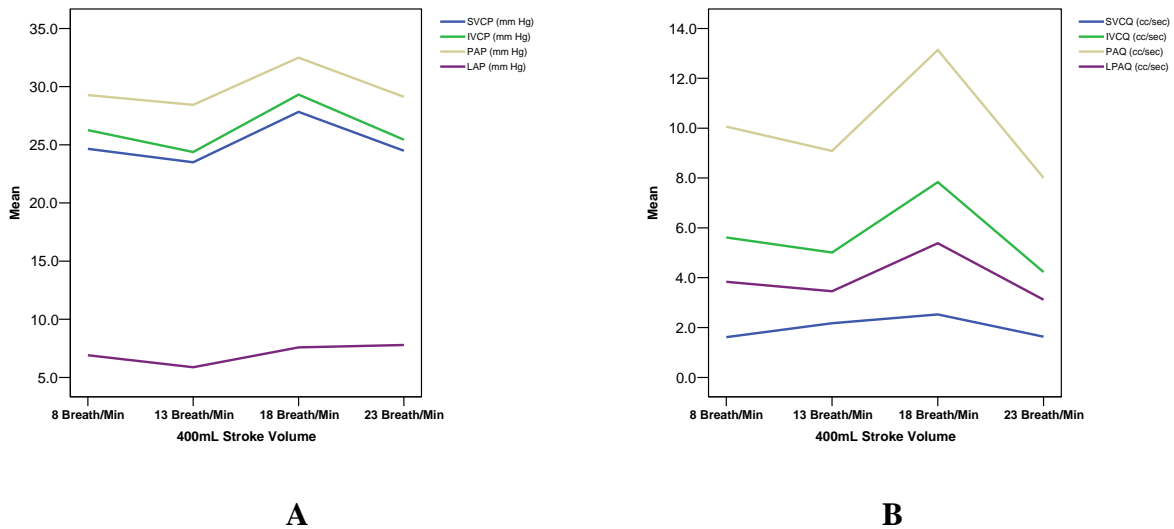 35.0
30.0
25.0
20.0
15.0
10.0
5.0
Mean
8 Breath/Min 13 Breath/Min 18 Breath/Min 23 Breath/Min
400mL Stroke Volume
SVCP (mm Hg)
IVCP (mm Hg)
PAP (mm Hg)
LAP (mm Hg)
A
14.0
12.0
10.0
8.0
6.0
4.0
2.0
0.0
Mean
8 Breath/Min 13 Breath/Min 18 Breath/Min 23 Breath/Min
400mL Stroke Volume
SVCQ (cc/sec)
IVCQ (cc/sec)
PAQ (cc/sec)
LPAQ (cc/sec)
B